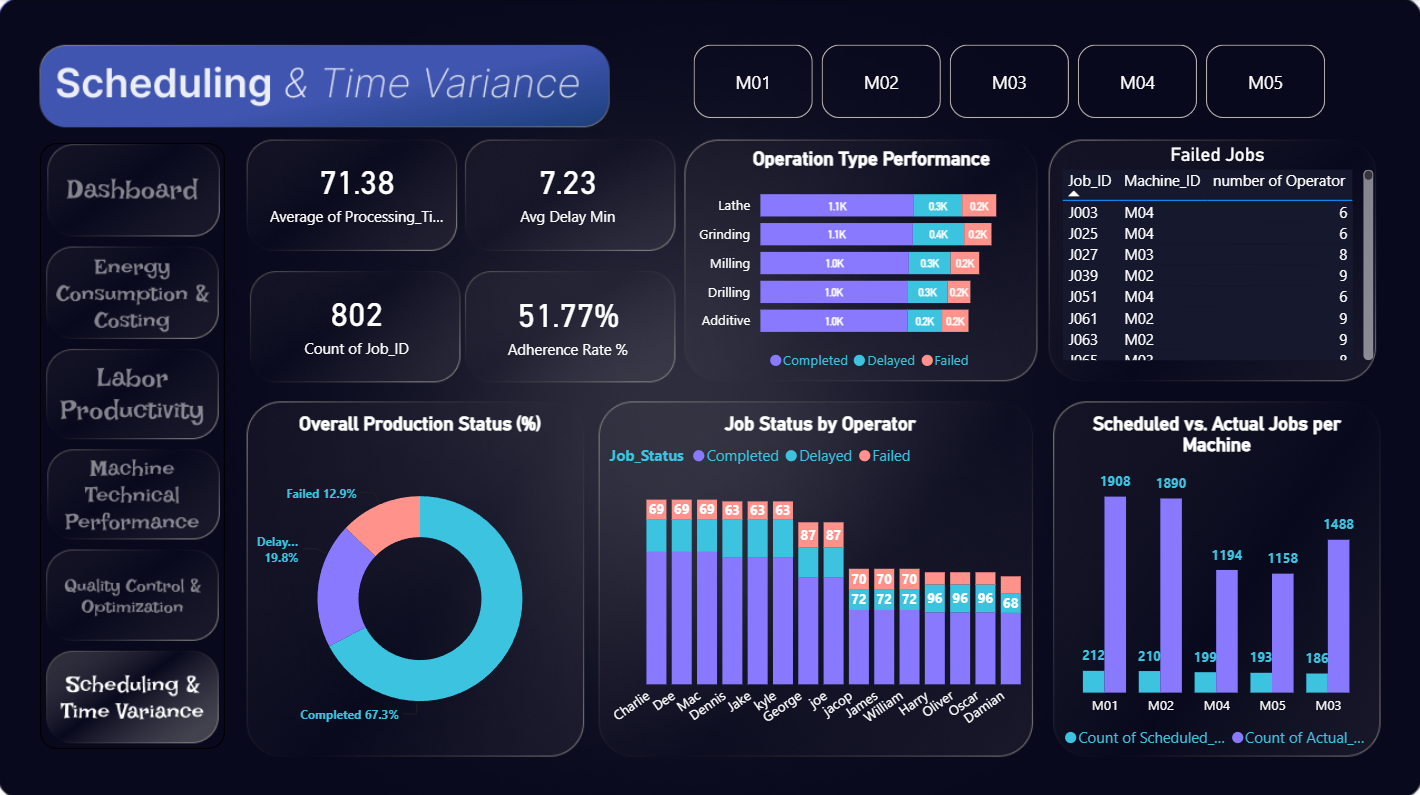 Scheduling & Time Variance
M01
M02
M03
M04
M05
Dashboard
Energy
Consumption &
Costing
Labor
Productivity
Machine
Technical
Performance
Quality Control &
Optimization
Scheduling &
Time Variance
71.38
Average of Processing_Ti...
7.23
Avg Delay Min
802
Count of Job_ID
51.77%
Adherence Rate %
Operation Type Performance
Lathe 1.1K 0.3K 0.2K
Grinding 1.1K 0.4K 0.2K
Milling 1.0K 0.3K 0.2K
Drilling 1.0K 0.3K 0.2K
Additive 1.0K 0.2K 0.2K
Completed Delayed Failed
Failed Jobs
Job_ID Machine_ID number of Operator
J003 M04 6
J025 M04 6
J027 M03 8
J039 M02 9
J051 M04 6
J061 M02 9
J063 M02 9
J065 M03 8
Overall Production Status (%)
Failed 12.9%
Delay...
19.8%
Completed 67.3%
Job Status by Operator
Job_Status Completed Delayed Failed
69 69 69 63 63 63 87 87 70 70 70
72 72 72 96 96 96 68
Charlie Dee Mac Dennis Jake kyle George joe jacop James William Harry Oliver Oscar Damian
Scheduled vs. Actual Jobs per
Machine
1908 1890 1194 1158 1488
212 210 199 193 186
M01 M02 M04 M05 M03
Count of Scheduled_... Count of Actual_...